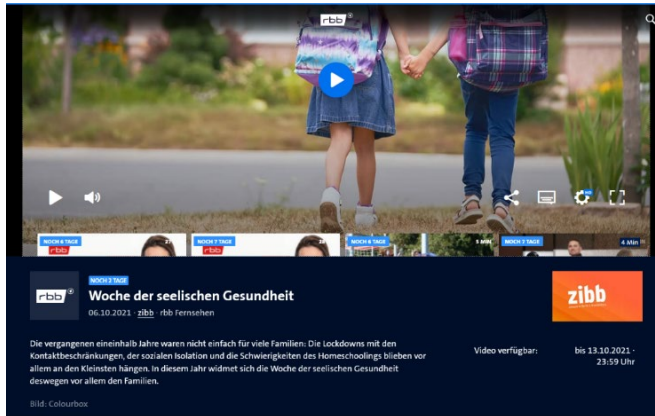 rbb
HD
NOCH 6 TAGE
rbb
NOCH 7 TAGE
rbb
NOCH 6 TAGE
5 MIN
NOCH 7 TAGE
4 Min
rbb
NOCH 3 TAGE
Woche der seelischen Gesundheit
06.10.2021 · zibb · rbb Fernsehen
zibb
Die vergangenen eineinhalb Jahre waren nicht einfach für viele Familien: Die Lockdowns mit den
Kontaktbeschränkungen, der sozialen Isolation und die Schwierigkeiten des Homeschoolings blieben vor
allem an den Kleinsten hängen. In diesem Jahr widmet sich die Woche der seelischen Gesundheit
deswegen vor allem den Familien.
Video verfügbar:
bis 13.10.2021 ·
23:59 Uhr
Bild: Colourbox